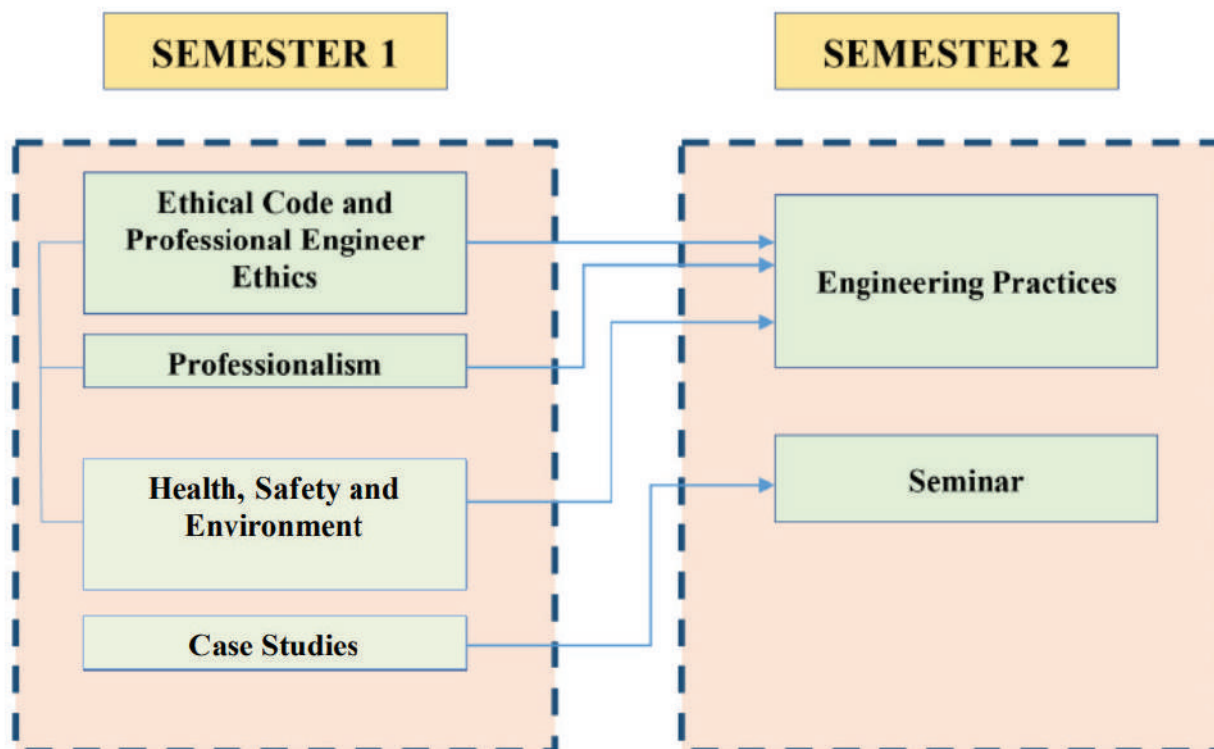 SEMESTER 1
Ethical Code and
Professional Engineer
Ethics
Professionalism
Health, Safety and
Environment
Case Studies
SEMESTER 2
Engineering Practices
Seminar